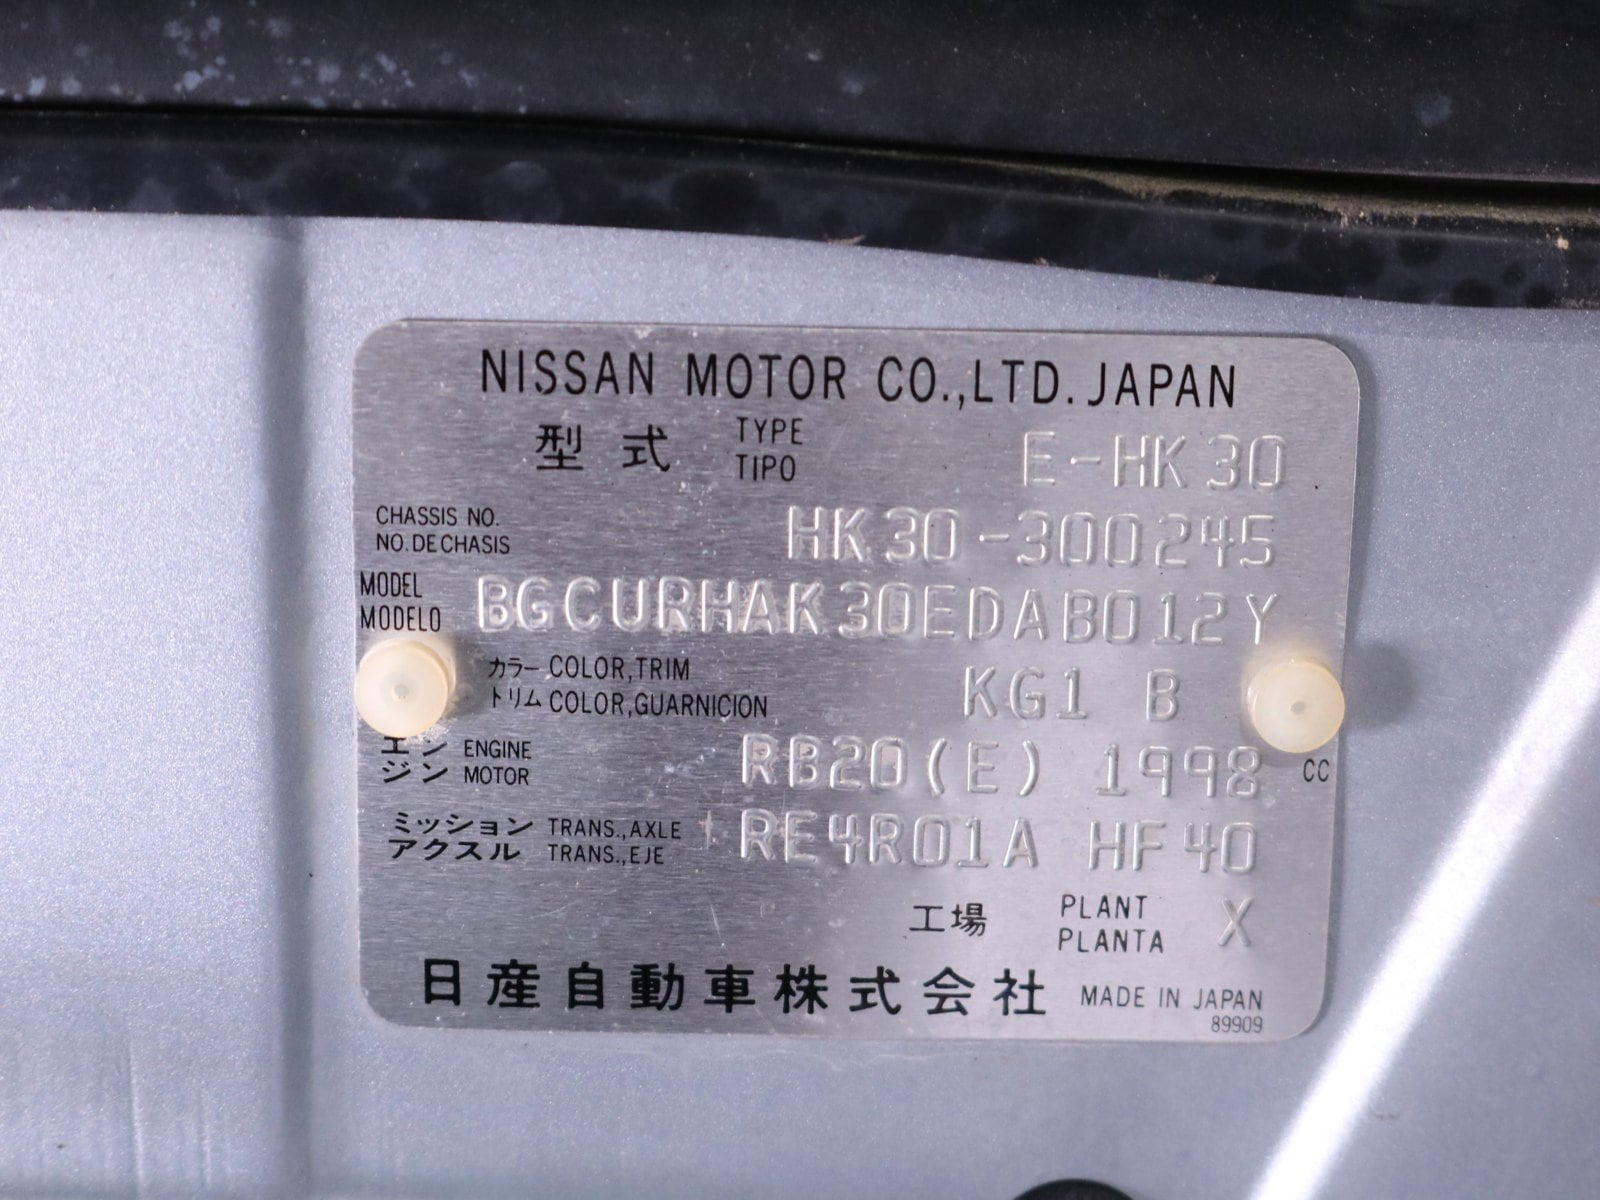 NISSAN MOTOR CO.,LTD. JAPAN
型式 TYPE E-HK30
TIPO
CHASSIS NO. HK30-300245
NO. DE CHASIS
MODEL BGCURHAK30EDAB012Y
MODELO
カラー COLOR,TRIM KG1 B
トリム COLOR,GUARNICION
エン ENGINE RB20(E) 1998 CC
ジン MOTOR
ミッション TRANS.,AXLE RE4R01A HF40
アクスル TRANS.,EJE
工場 PLANT X
PLANTA
日産自動車株式会社 MADE IN JAPAN
89909